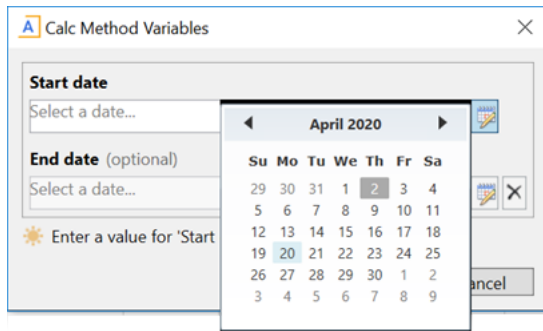 A Calc Method Variables
Start date
Select a date...
April 2020
Su Mo Tu We Th Fr Sa
29 30 31 1 2 3 4
5 6 7 8 9 10 11
12 13 14 15 16 17 18
19 20 21 22 23 24 25
26 27 28 29 30 1 2
3 4 5 6 7 8 9
End date (optional)
Select a date...
Enter a value for 'Start
ancel